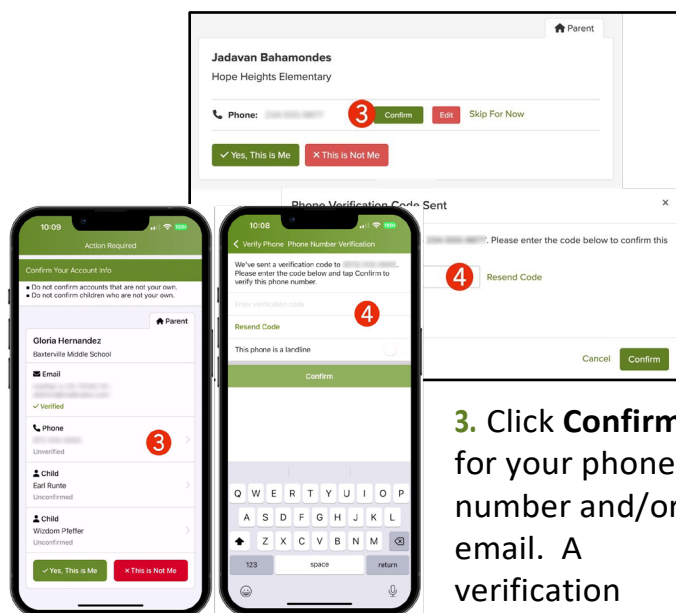 Parent
Jadavan Bahamondes
Hope Heights Elementary
Phone:
3
Confirm
Edit
Skip For Now
✓ Yes, This is Me
× This is Not Me
Phone Verification Code Sent
×
. Please enter the code below to confirm this
4
Resend Code
Cancel
Confirm
10:09
Action Required
Confirm Your Account Info
• Do not confirm accounts that are not your own.
• Do not confirm children who are not your own.
Parent
Gloria Hernandez
Baxterville Middle School
Email
✓ Verified
Phone
3
Unverified
Child
Earl Runte
Unconfirmed
Child
Wizdom Pfeffer
Unconfirmed
✓ Yes, This is Me
× This is Not Me
10:08
Verify Phone Phone Number Verification
We've sent a verification code to
Please enter the code below and tap Confirm to
verify this phone number.
Enter verification code
4
Resend Code
This phone is a landline
Confirm
Q W E R T Y U I O P
A S D F G H J K L
Z X C V B N M
123 space return
3. Click Confirm
for your phone
number and/or
email. A
verification